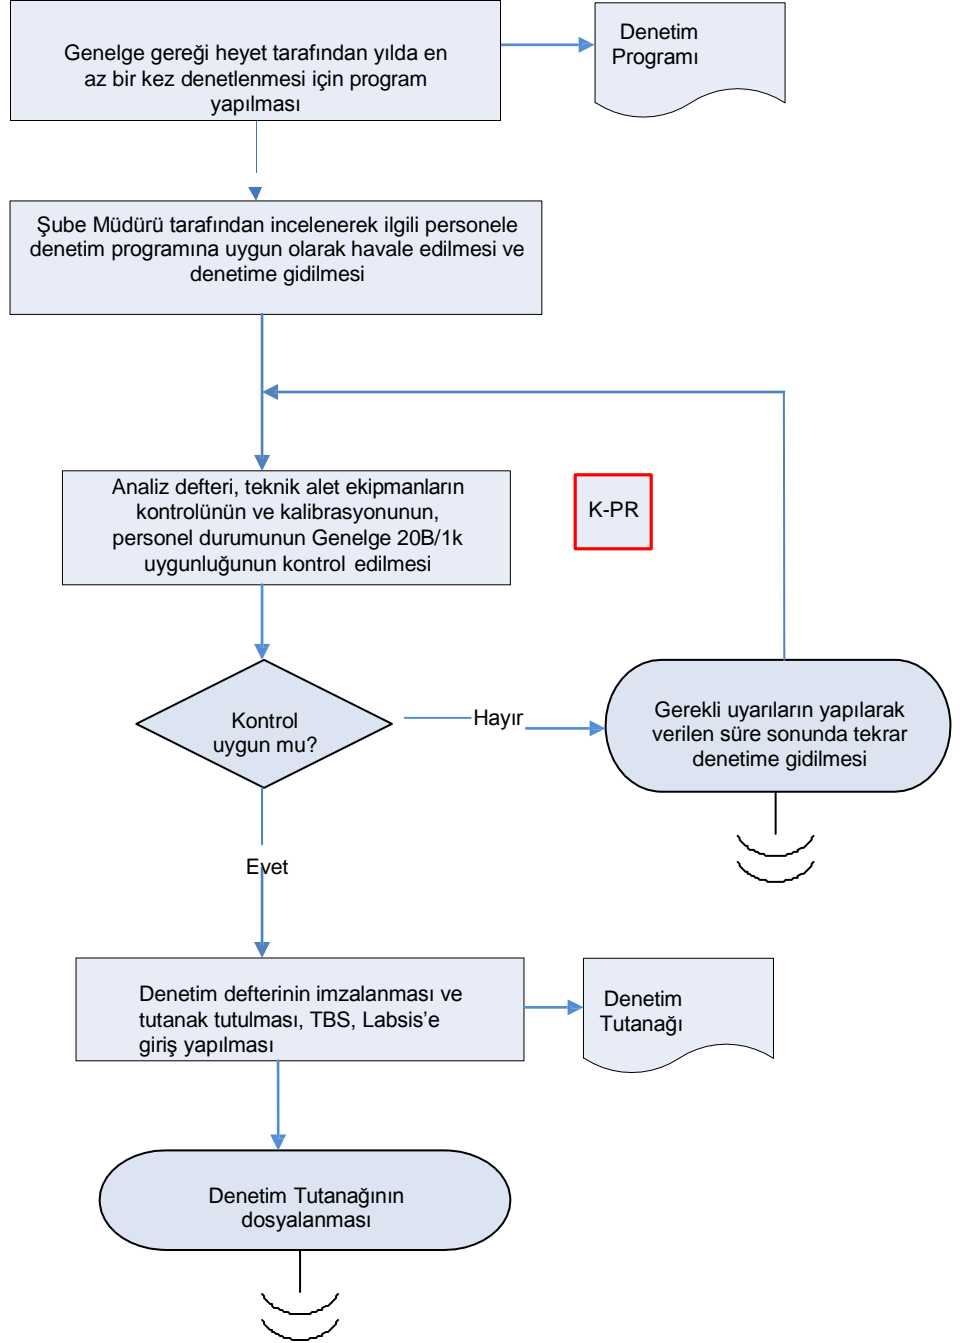 Genelge gereği heyet tarafından yılda en
az bir kez denetlenmesi için program
yapılması
Denetim
Programı
Şube Müdürü tarafından incelenerek ilgili personele
denetim programına uygun olarak havale edilmesi ve
denetime gidilmesi
Analiz defteri, teknik alet ekipmanların
kontrolünün ve kalibrasyonunun,
personel durumunun Genelge 20B/1k
uygunluğunun kontrol edilmesi
K-PR
Kontrol
uygun mu?
Hayır
Gerekli uyarıların yapılarak
verilen süre sonunda tekrar
denetime gidilmesi
Evet
Denetim defterinin imzalanması ve
tutanak tutulması, TBS, Labsis’e
giriş yapılması
Denetim
Tutanağı
Denetim Tutanağının
dosyalanması